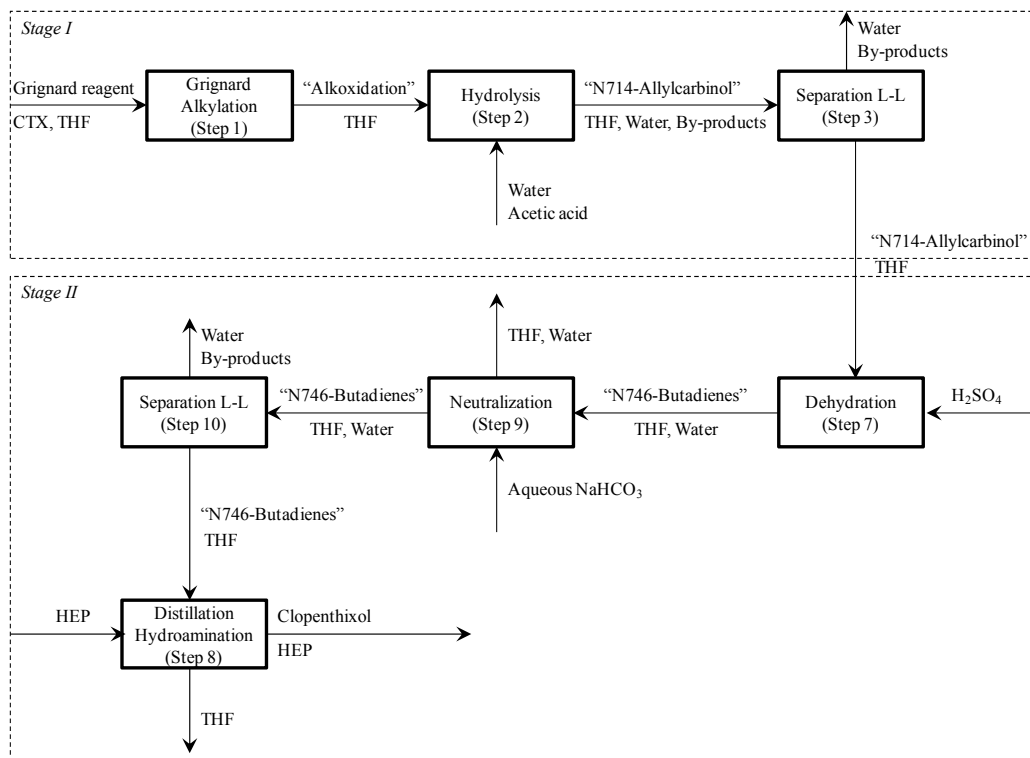 Stage I
Grignard reagent
CTX, THF
Grignard
Alkylation
(Step 1)
“Alkoxidation”
THF
Hydrolysis
(Step 2)
Water
Acetic acid
“N714-Allylcarbinol”
THF, Water, By-products
Separation L-L
(Step 3)
Water
By-products
“N714-Allylcarbinol”
THF
Stage II
H₂SO₄
Dehydration
(Step 7)
“N746-Butadienes”
THF, Water
Neutralization
(Step 9)
THF, Water
Aqueous NaHCO₃
“N746-Butadienes”
THF, Water
Separation L-L
(Step 10)
Water
By-products
“N746-Butadienes”
THF
HEP
Distillation
Hydroamination
(Step 8)
Clopenthixol
HEP
THF